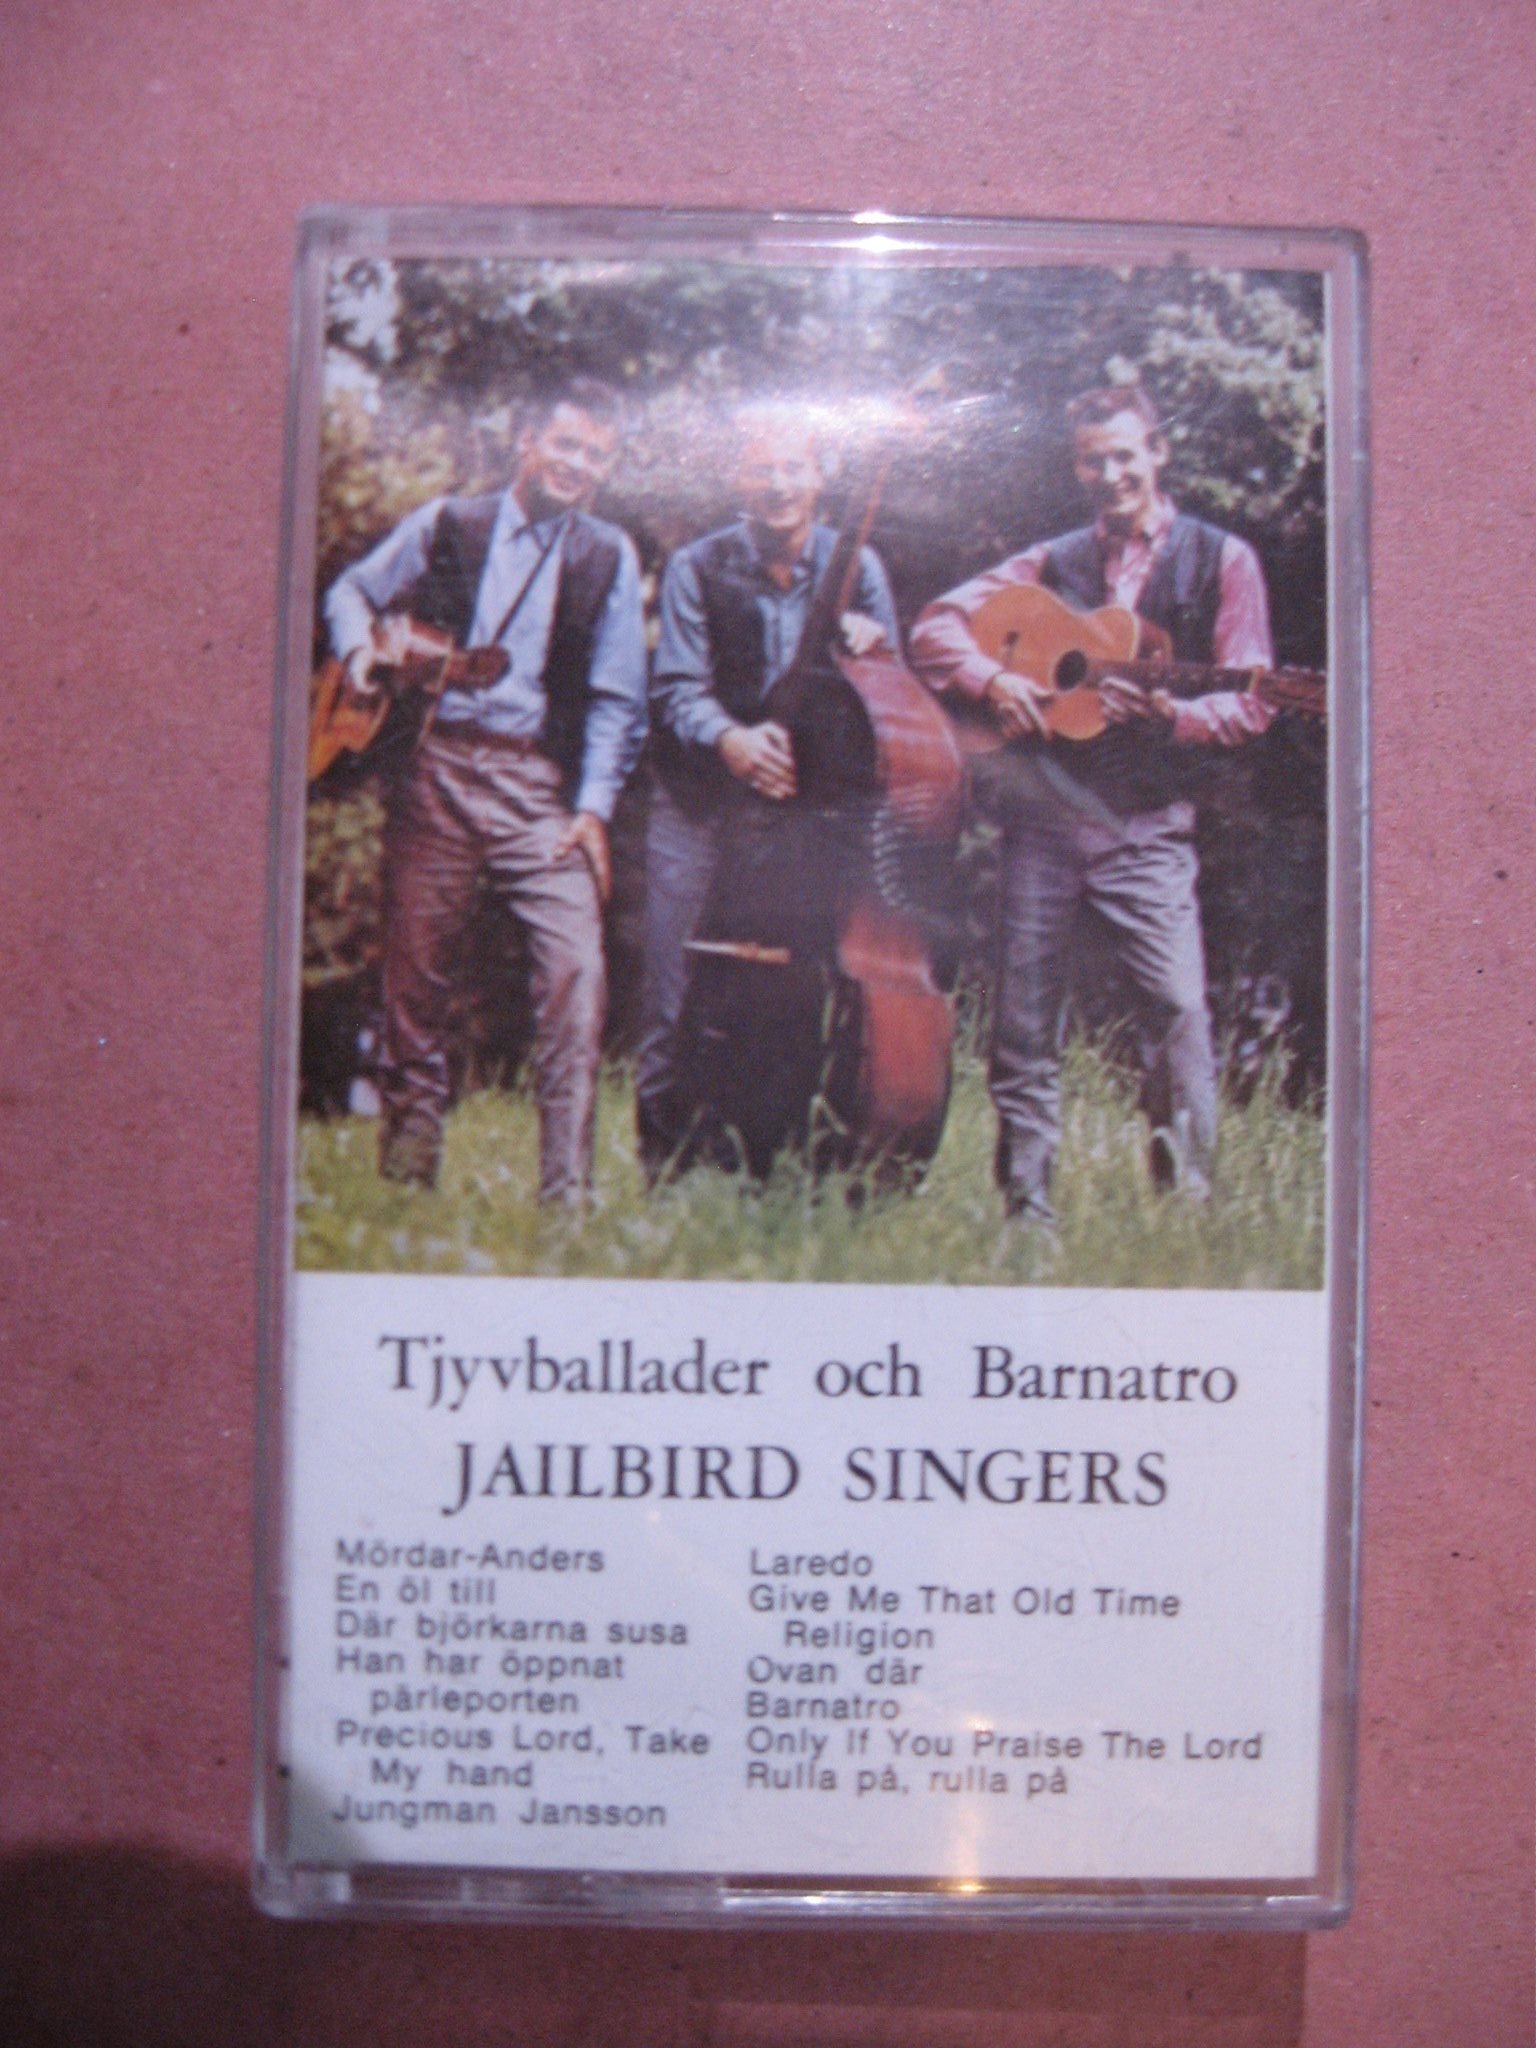 Tjyvballader och Barnatro
JAILBIRD SINGERS
Mördar-Anders
En öl till
Där björkarna susa
Han har öppnat
pärleporten
Precious Lord, Take
My hand
Jungman Jansson
Laredo
Give Me That Old Time
Religion
Ovan där
Barnatro
Only If You Praise The Lord
Rulla på, rulla på